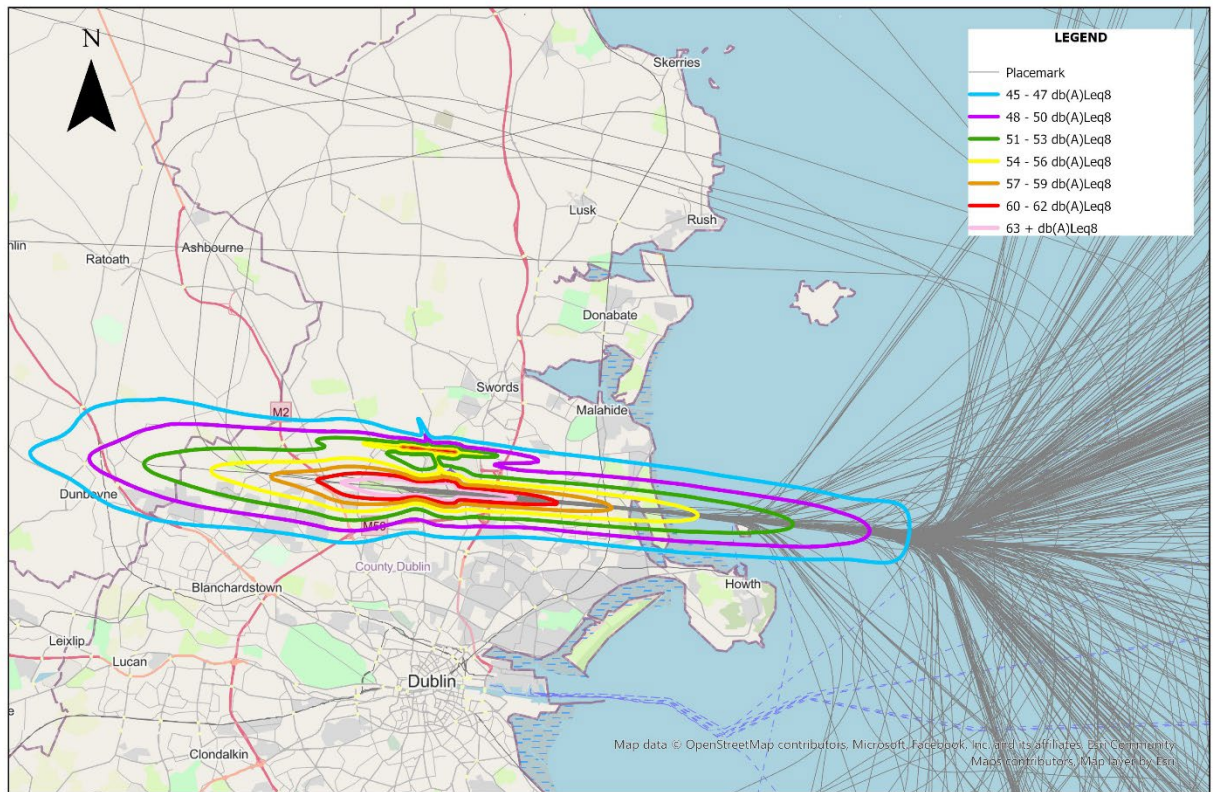 N
LEGEND
Placemark
45 - 47 db(A)Leq8
48 - 50 db(A)Leq8
51 - 53 db(A)Leq8
54 - 56 db(A)Leq8
57 - 59 db(A)Leq8
60 - 62 db(A)Leq8
63 + db(A)Leq8
Skerries
Lusk
Rush
Ashbourne
Ratoath
Donabate
Swords
Malahide
M2
Dunboyne
M50
County Dublin
Blanchardstown
Howth
Leixlip
Lucan
Dublin
Clondalkin
Map data © OpenStreetMap contributors, Microsoft, Facebook, Inc. and its affiliates, Esri Community
Maps contributors, Map layer by Esri